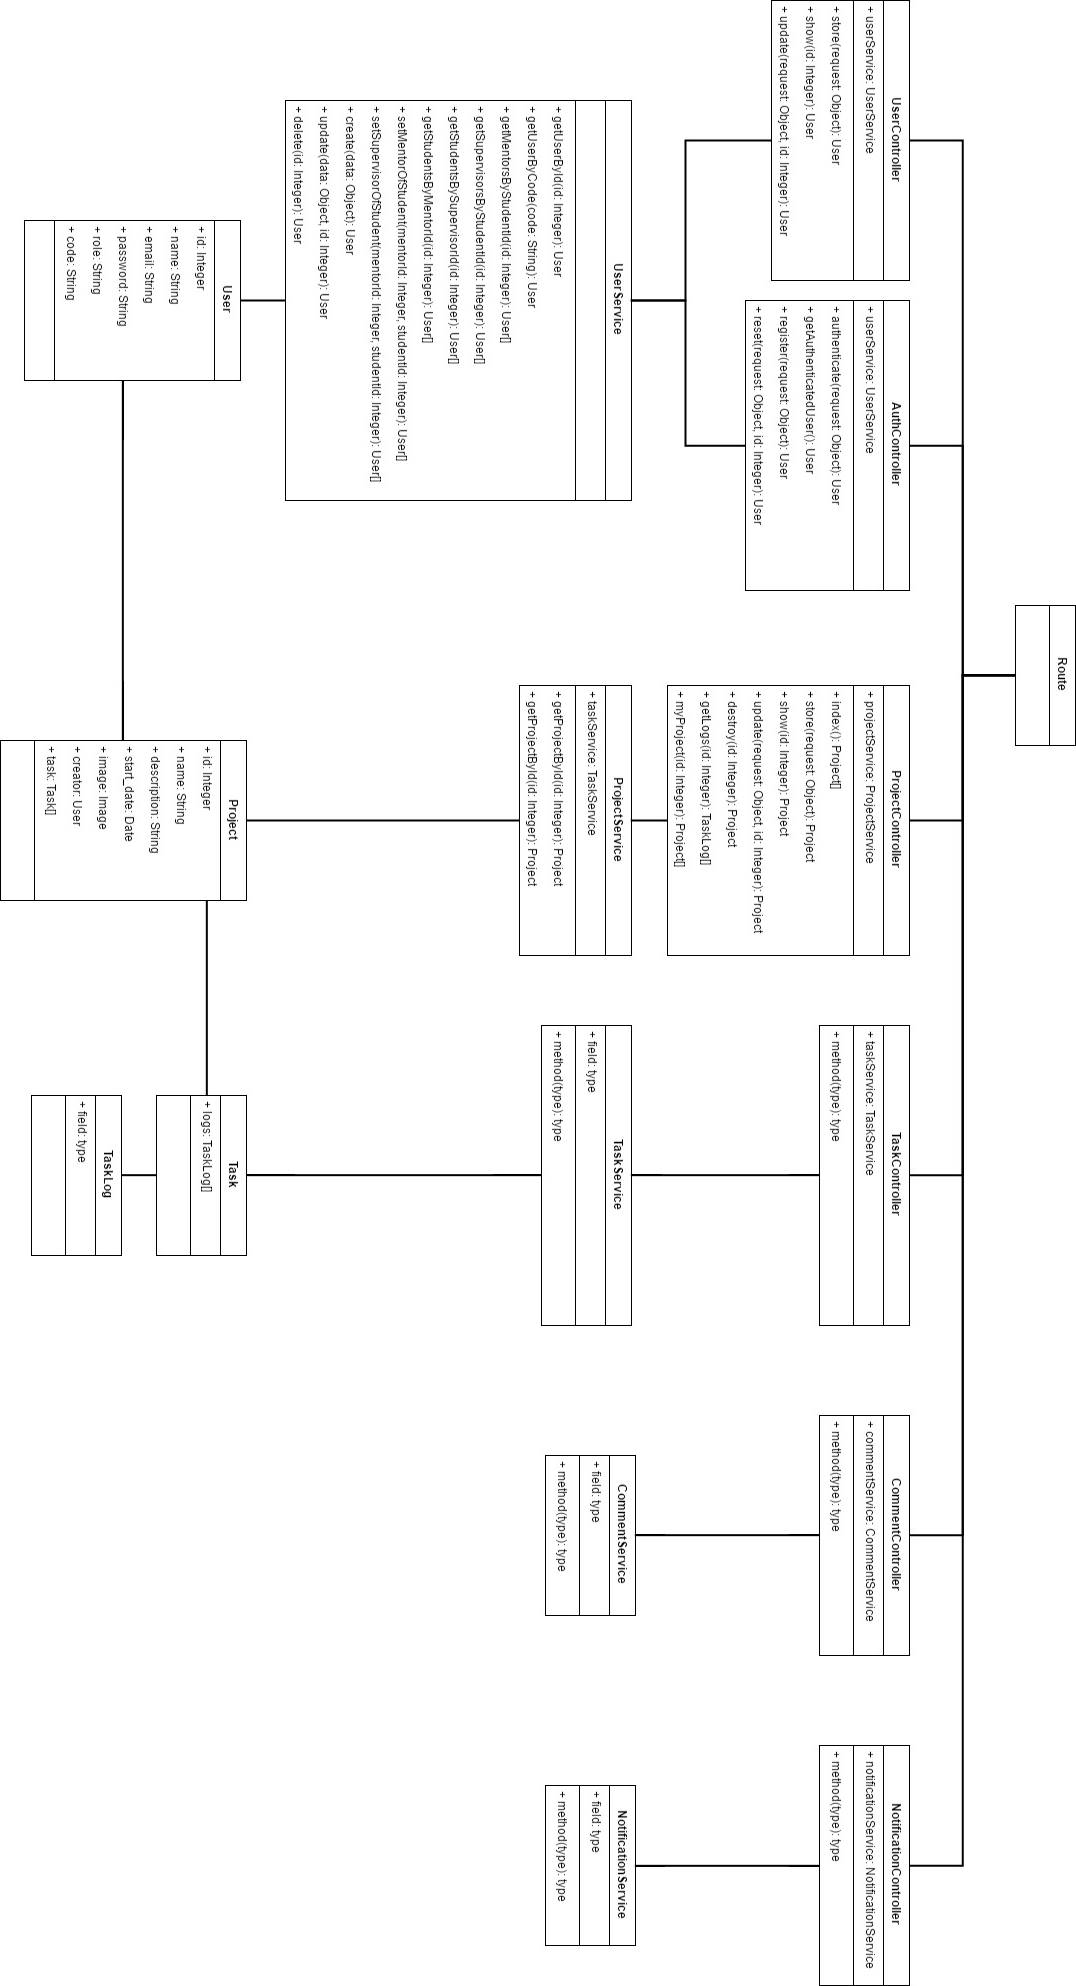 Route
UserController
+ userService: UserService
+ store(request: Object): User
+ show(id: Integer): User
+ update(request: Object, id: Integer): User
AuthController
+ userService: UserService
+ authenticate(request: Object): User
+ getAuthenticatedUser(): User
+ register(request: Object): User
+ reset(request: Object, id: Integer): User
ProjectController
+ projectService: ProjectService
+ index(): Project[]
+ store(request: Object): Project
+ show(id: Integer): Project
+ update(request: Object, id: Integer): Project
+ destroy(id: Integer): Project
+ getLogs(id: Integer): TaskLog[]
+ myProject(id: Integer): Project[]
TaskController
+ taskService: TaskService
+ method(type): type
CommentController
+ commentService: CommentService
+ method(type): type
NotificationController
+ notificationService: NotificationService
+ method(type): type
UserService
+ getUserById(id: Integer): User
+ getUserByCode(code: String): User
+ getMentorsByStudentId(id: Integer): User[]
+ getSupervisorsByStudentId(id: Integer): User[]
+ getStudentsBySupervisorId(id: Integer): User[]
+ getStudentsByMentorId(id: Integer): User[]
+ setMentorOfStudent(mentorId: Integer, studentId: Integer): User[]
+ setSupervisorOfStudent(mentorId: Integer, studentId: Integer): User[]
+ create(data: Object): User
+ update(data: Object, id: Integer): User
+ delete(id: Integer): User
ProjectService
+ taskService: TaskService
+ getProjectById(id: Integer): Project
+ getProjectById(id: Integer): Project
TaskService
+ field: type
+ method(type): type
CommentService
+ field: type
+ method(type): type
NotificationService
+ field: type
+ method(type): type
User
+ id: Integer
+ name: String
+ email: String
+ password: String
+ role: String
+ code: String
Project
+ id: Integer
+ name: String
+ description: String
+ start_date: Date
+ image: Image
+ creator: User
+ task: Task[]
Task
+ logs: TaskLog[]
TaskLog
+ field: type